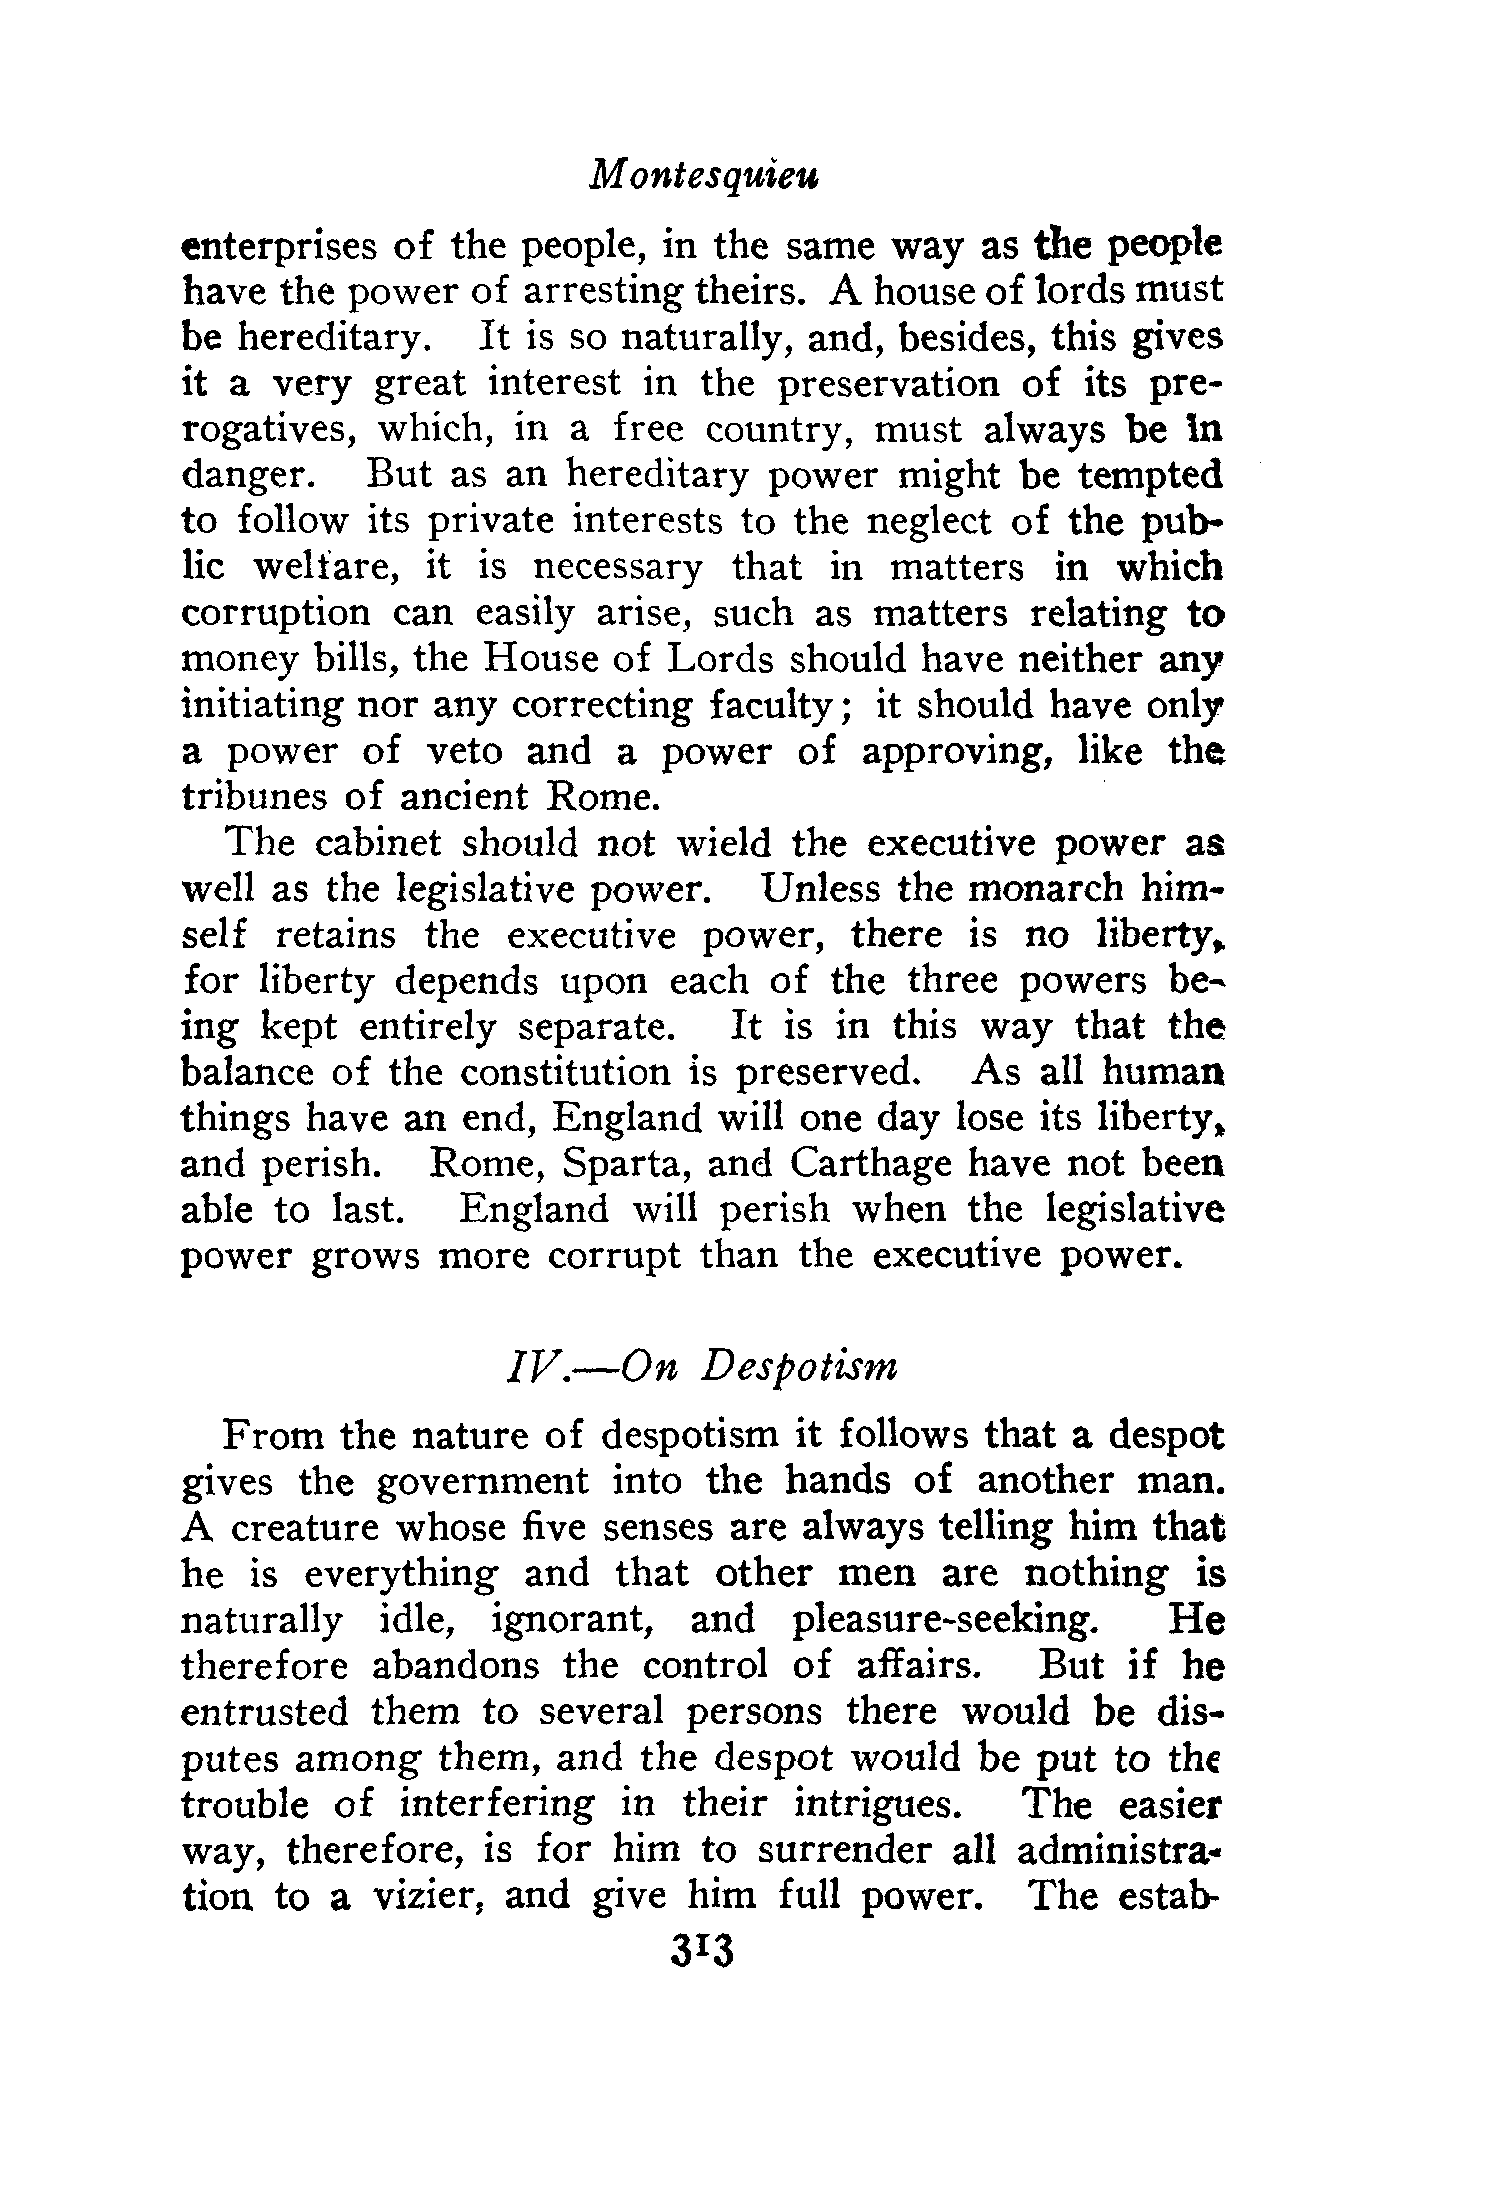 Montesquieu
enterprises of the people, in the same way as the people
have the power of arresting theirs. A house of lords must
be hereditary. It is so naturally, and, besides, this gives
it a very great interest in the preservation of its pre-
rogatives, which, in a free country, must always be in
danger. But as an hereditary power might be tempted
to follow its private interests to the neglect of the pub-
lic welfare, it is necessary that in matters in which
corruption can easily arise, such as matters relating to
money bills, the House of Lords should have neither any
initiating nor any correcting faculty; it should have only
a power of veto and a power of approving, like the
tribunes of ancient Rome.
The cabinet should not wield the executive power as
well as the legislative power. Unless the monarch him-
self retains the executive power, there is no liberty,
for liberty depends upon each of the three powers be-
ing kept entirely separate. It is in this way that the
balance of the constitution is preserved. As all human
things have an end, England will one day lose its liberty,
and perish. Rome, Sparta, and Carthage have not been
able to last. England will perish when the legislative
power grows more corrupt than the executive power.
IV.—On Despotism
From the nature of despotism it follows that a despot
gives the government into the hands of another man.
A creature whose five senses are always telling him that
he is everything and that other men are nothing is
naturally idle, ignorant, and pleasure-seeking. He
therefore abandons the control of affairs. But if he
entrusted them to several persons there would be dis-
putes among them, and the despot would be put to the
trouble of interfering in their intrigues. The easier
way, therefore, is for him to surrender all administra-
tion to a vizier, and give him full power. The estab-
313